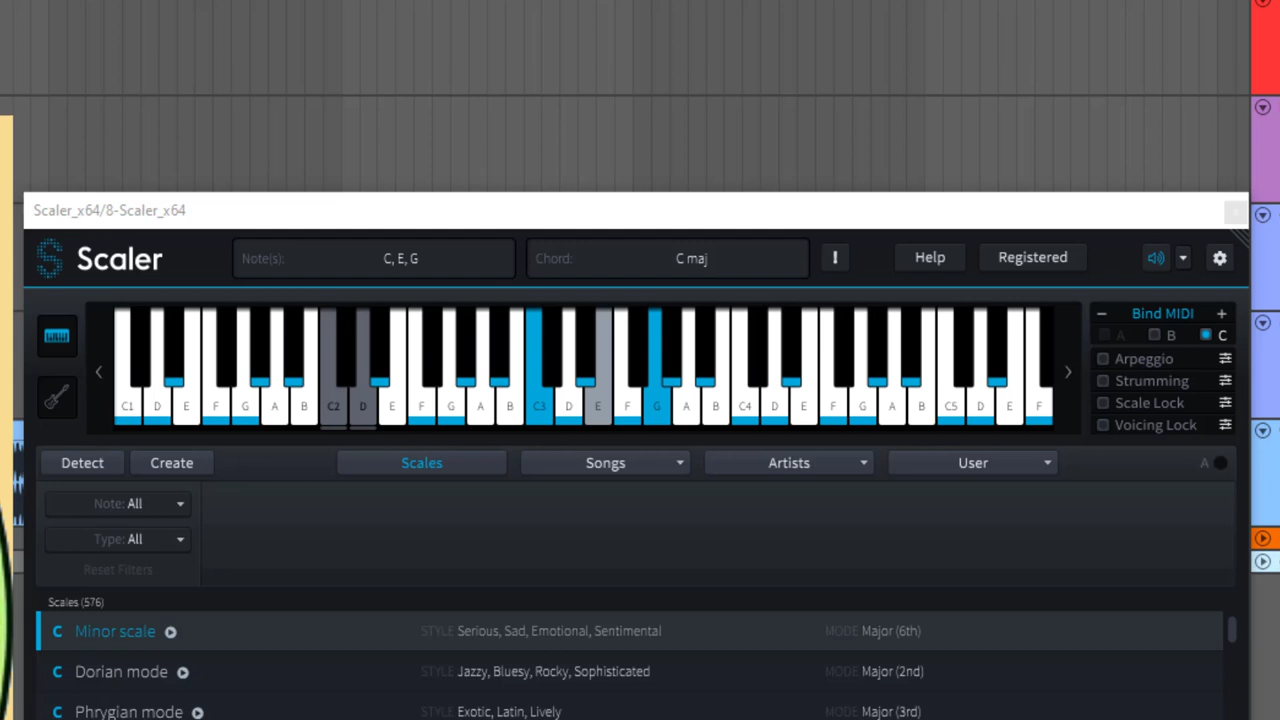 Scaler_x64/8-Scaler_x64
Scaler Note(s): C, E, G Chord: C maj ! Help Registered
Bind MIDI
A B C
Arpeggio
Strumming
Scale Lock
Voicing Lock
C1 D E F G A B C2 D E F G A B C3 D E F G A B C4 D E F G A B C5 D E F
Detect Create Scales Songs Artists User A
Note: All
Type: All
Reset Filters
Scales (576)
C Minor scale STYLE Serious, Sad, Emotional, Sentimental MODE Major (6th)
C Dorian mode STYLE Jazzy, Bluesy, Rocky, Sophisticated MODE Major (2nd)
C Phrygian mode STYLE Exotic, Latin, Lively MODE Major (3rd)